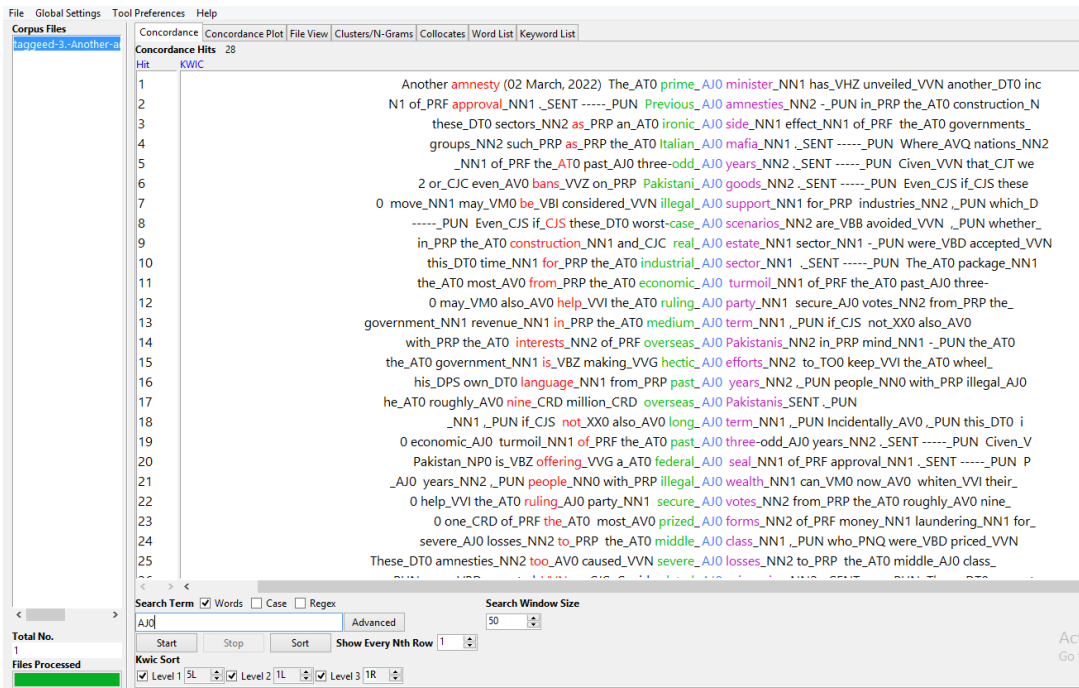 File Global Settings Tool Preferences Help
Corpus Files
taggeed-3.-Another-a
Concordance Concordance Plot File View Clusters/N-Grams Collocates Word List Keyword List
Concordance Hits 28
Hit KWIC
1 Another amnesty (02 March, 2022) The_AT0 prime_AJ0 minister_NN1 has_VHZ unveiled_VVN another_DT0 inc
2 N1 of_PRF approval_NN1 ._SENT -----_PUN Previous_AJ0 amnesties_NN2 -_PUN in_PRP the_AT0 construction_N
3 these_DT0 sectors_NN2 as_PRP an_AT0 ironic_AJ0 side_NN1 effect_NN1 of_PRF the_AT0 governments_
4 groups_NN2 such_PRP as_PRP the_AT0 Italian_AJ0 mafia_NN1 ._SENT -----_PUN Where_AVQ nations_NN2
5 _NN1 of_PRF the_AT0 past_AJ0 three-odd_AJ0 years_NN2 ._SENT -----_PUN Civen_VVN that_CJT we
6 2 or_CJC even_AV0 bans_VVZ on_PRP Pakistani_AJ0 goods_NN2 ._SENT -----_PUN Even_CJS if_CJS these
7 0 move_NN1 may_VM0 be_VBI considered_VVN illegal_AJ0 support_NN1 for_PRP industries_NN2 ,_PUN which_D
8 -----_PUN Even_CJS if_CJS these_DT0 worst-case_AJ0 scenarios_NN2 are_VBB avoided_VVN ,_PUN whether_
9 in_PRP the_AT0 construction_NN1 and_CJC real_AJ0 estate_NN1 sector_NN1 -_PUN were_VBD accepted_VVN
10 this_DT0 time_NN1 for_PRP the_AT0 industrial_AJ0 sector_NN1 ._SENT -----_PUN The_AT0 package_NN1
11 the_AT0 most_AV0 from_PRP the_AT0 economic_AJ0 turmoil_NN1 of_PRF the_AT0 past_AJ0 three-
12 0 may_VM0 also_AV0 help_VVI the_AT0 ruling_AJ0 party_NN1 secure_AJ0 votes_NN2 from_PRP the_
13 government_NN1 revenue_NN1 in_PRP the_AT0 medium_AJ0 term_NN1 ,_PUN if_CJS not_XX0 also_AV0
14 with_PRP the_AT0 interests_NN2 of_PRF overseas_AJ0 Pakistanis_NN2 in_PRP mind_NN1 -_PUN the_AT0
15 the_AT0 government_NN1 is_VBZ making_VVG hectic_AJ0 efforts_NN2 to_TO0 keep_VVI the_AT0 wheel_
16 his_DPS own_DT0 language_NN1 from_PRP past_AJ0 years_NN2 ,_PUN people_NN0 with_PRP illegal_AJ0
17 he_AT0 roughly_AV0 nine_CRD million_CRD overseas_AJ0 Pakistanis_SENT ._PUN
18 _NN1 ,_PUN if_CJS not_XX0 also_AV0 long_AJ0 term_NN1 ,_PUN Incidentally_AV0 ,_PUN this_DT0 i
19 0 economic_AJ0 turmoil_NN1 of_PRF the_AT0 past_AJ0 three-odd_AJ0 years_NN2 ._SENT -----_PUN Civen_V
20 Pakistan_NP0 is_VBZ offering_VVG a_AT0 federal_AJ0 seal_NN1 of_PRF approval_NN1 ._SENT -----_PUN P
21 _AJ0 years_NN2 ,_PUN people_NN0 with_PRP illegal_AJ0 wealth_NN1 can_VM0 now_AV0 whiten_VVI their_
22 0 help_VVI the_AT0 ruling_AJ0 party_NN1 secure_AJ0 votes_NN2 from_PRP the_AT0 roughly_AV0 nine_
23 0 one_CRD of_PRF the_AT0 most_AV0 prized_AJ0 forms_NN2 of_PRF money_NN1 laundering_NN1 for_
24 severe_AJ0 losses_NN2 to_PRP the_AT0 middle_AJ0 class_NN1 ,_PUN who_PNQ were_VBD priced_VVN
25 These_DT0 amnesties_NN2 too_AV0 caused_VVN severe_AJ0 losses_NN2 to_PRP the_AT0 middle_AJ0 class_
Search Term Words Case Regex Search Window Size
AJ0 Advanced 50
Start Stop Sort Show Every Nth Row 1
Total No.
1
Kwic Sort
Files Processed
Level 1 5L Level 2 1L Level 3 1R